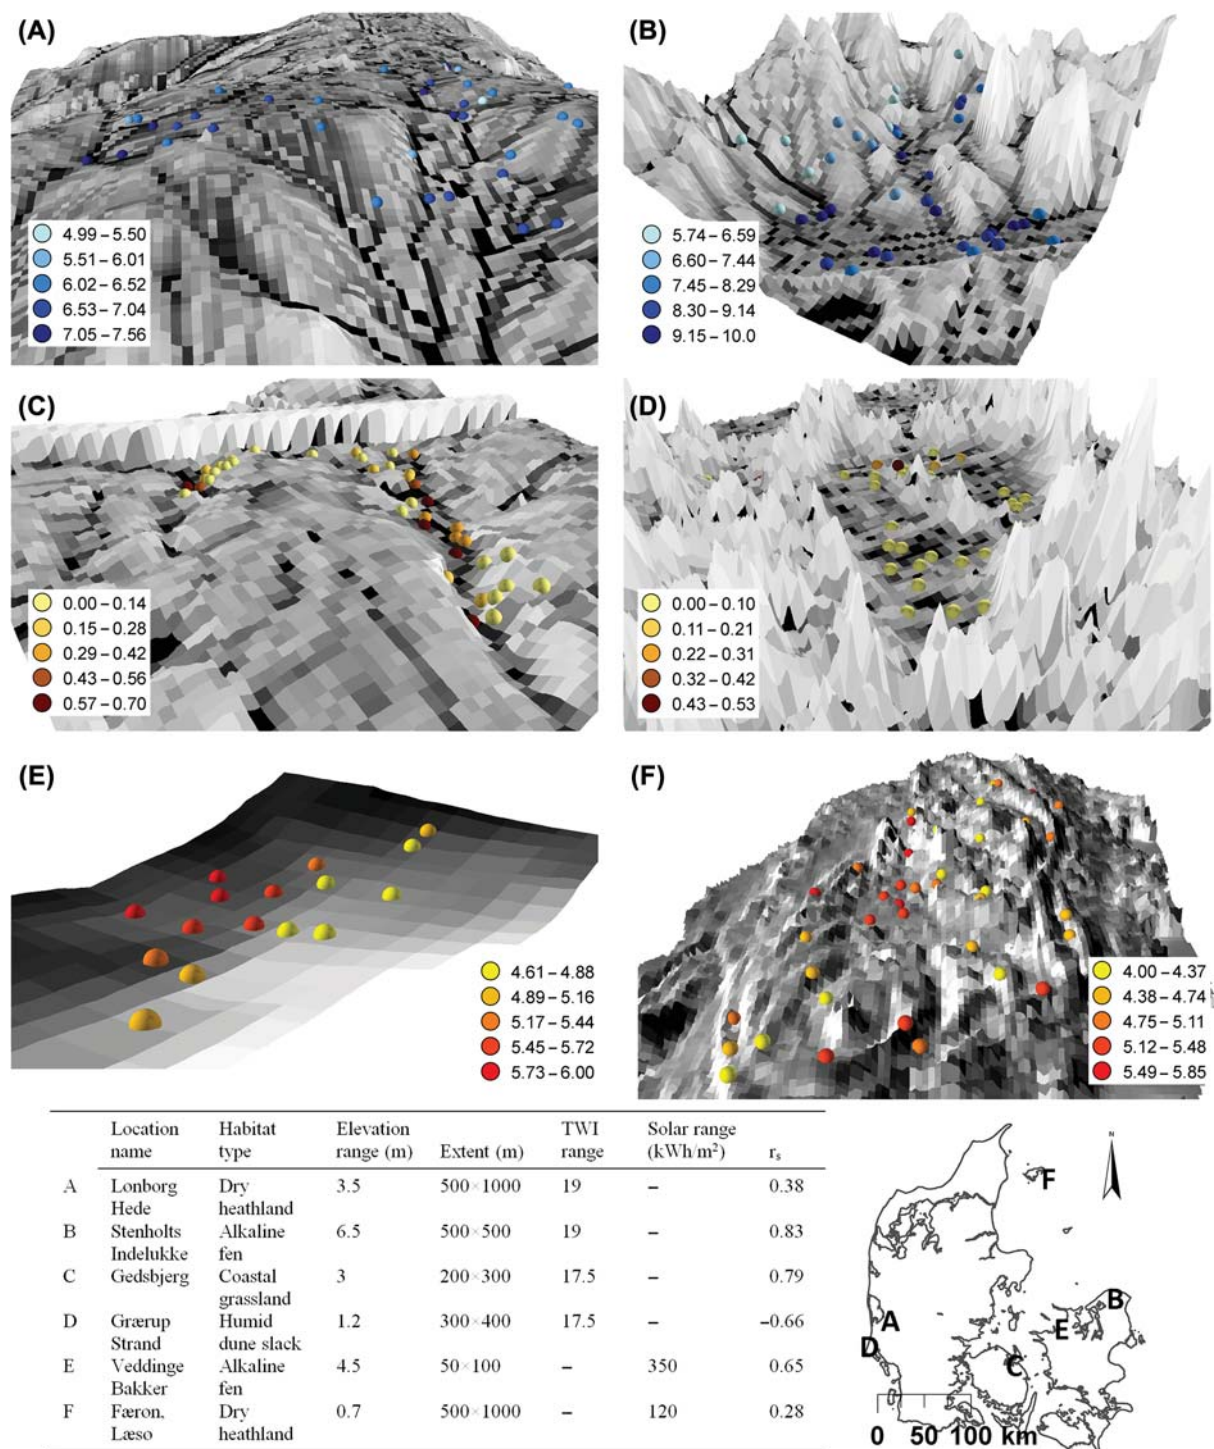 (A)
4.99 – 5.50
5.51 – 6.01
6.02 – 6.52
6.53 – 7.04
7.05 – 7.56
(B)
5.74 – 6.59
6.60 – 7.44
7.45 – 8.29
8.30 – 9.14
9.15 – 10.0
(C)
0.00 – 0.14
0.15 – 0.28
0.29 – 0.42
0.43 – 0.56
0.57 – 0.70
(D)
0.00 – 0.10
0.11 – 0.21
0.22 – 0.31
0.32 – 0.42
0.43 – 0.53
(E)
4.61 – 4.88
4.89 – 5.16
5.17 – 5.44
5.45 – 5.72
5.73 – 6.00
(F)
4.00 – 4.37
4.38 – 4.74
4.75 – 5.11
5.12 – 5.48
5.49 – 5.85
Location name Habitat type Elevation range (m) Extent (m) TWI range Solar range (kWh/m²) rₛ
A Lønborg Hede Dry heathland 3.5 500×1000 19 – 0.38
B Stenholts Indelukke Alkaline fen 6.5 500×500 19 – 0.83
C Gedsbjerg Coastal grassland 3 200×300 17.5 – 0.79
D Grærup Strand Humid dune slack 1.2 300×400 17.5 – –0.66
E Veddinge Bakker Alkaline fen 4.5 50×100 – 350 0.65
F Færon, Læso Dry heathland 0.7 500×1000 – 120 0.28
N
F
B
A
E
D
C
0 50 100 km